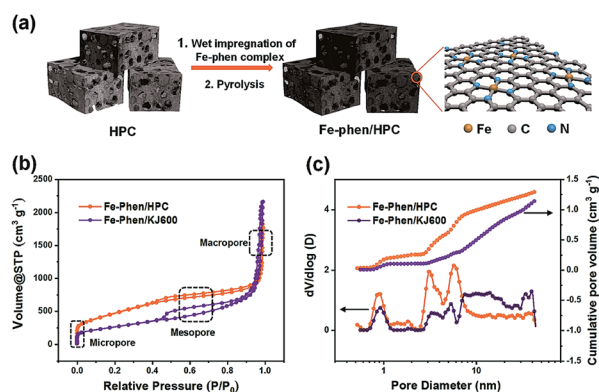 (a)
1. Wet impregnation of
Fe-phen complex
2. Pyrolysis
HPC
Fe-phen/HPC
Fe C N
(b)
Volume@STP (cm³ g⁻¹)
2500
2000
1500
1000
500
0
Fe-Phen/HPC
Fe-Phen/KJ600
Macropore
Mesopore
Micropore
0.0 0.2 0.4 0.6 0.8 1.0
Relative Pressure (P/P₀)
(c)
dV/dlog (D)
4
2
0
Fe-Phen/HPC
Fe-Phen/KJ600
1 10
Pore Diameter (nm)
2.0
1.5
1.0
0.5
0.0
-0.5
-1.0
Cumulative pore volume (cm³ g⁻¹)